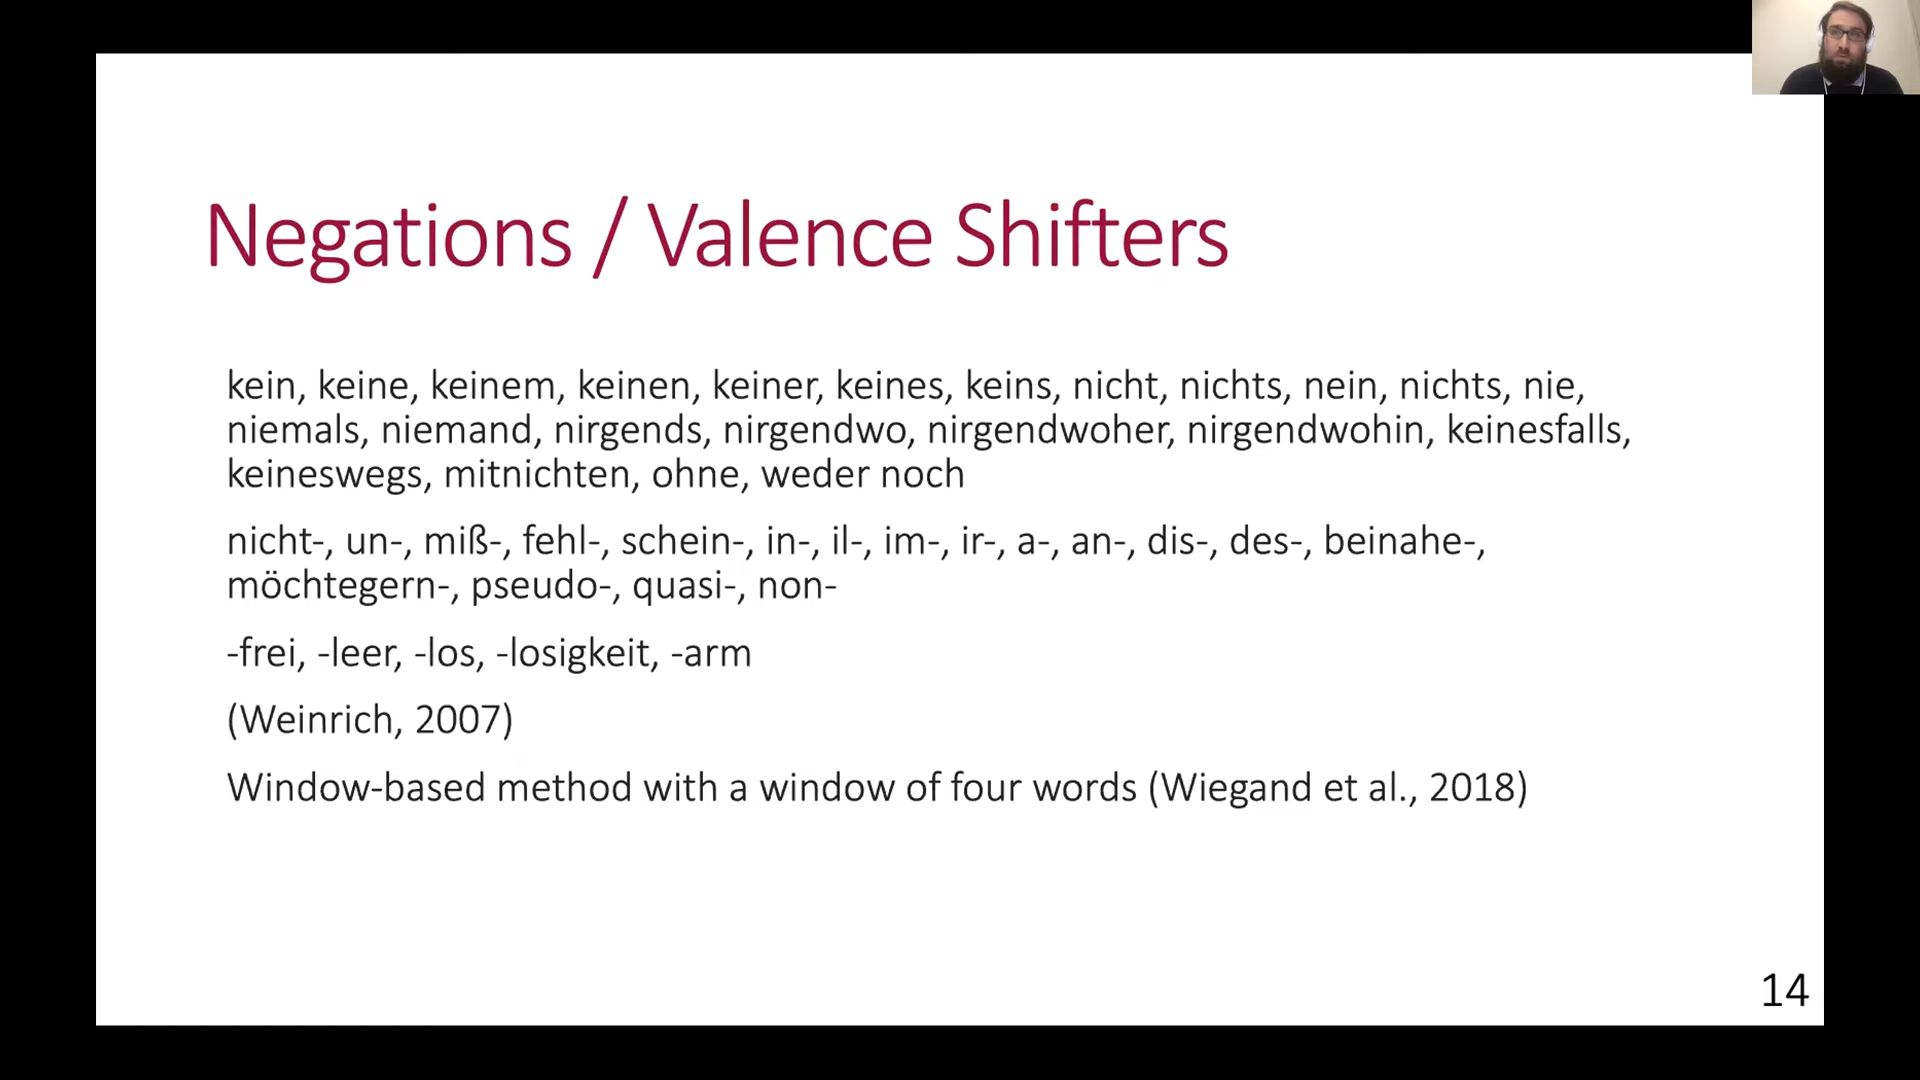 Negations / Valence Shifters
kein, keine, keinem, keinen, keiner, keines, keins, nicht, nichts, nein, nichts, nie,
niemals, niemand, nirgends, nirgendwo, nirgendwoher, nirgendwohin, keinesfalls,
keineswegs, mitnichten, ohne, weder noch
nicht-, un-, miß-, fehl-, schein-, in-, il-, im-, ir-, a-, an-, dis-, des-, beinahe-,
möchtegern-, pseudo-, quasi-, non-
-frei, -leer, -los, -losigkeit, -arm
(Weinrich, 2007)
Window-based method with a window of four words (Wiegand et al., 2018)
14